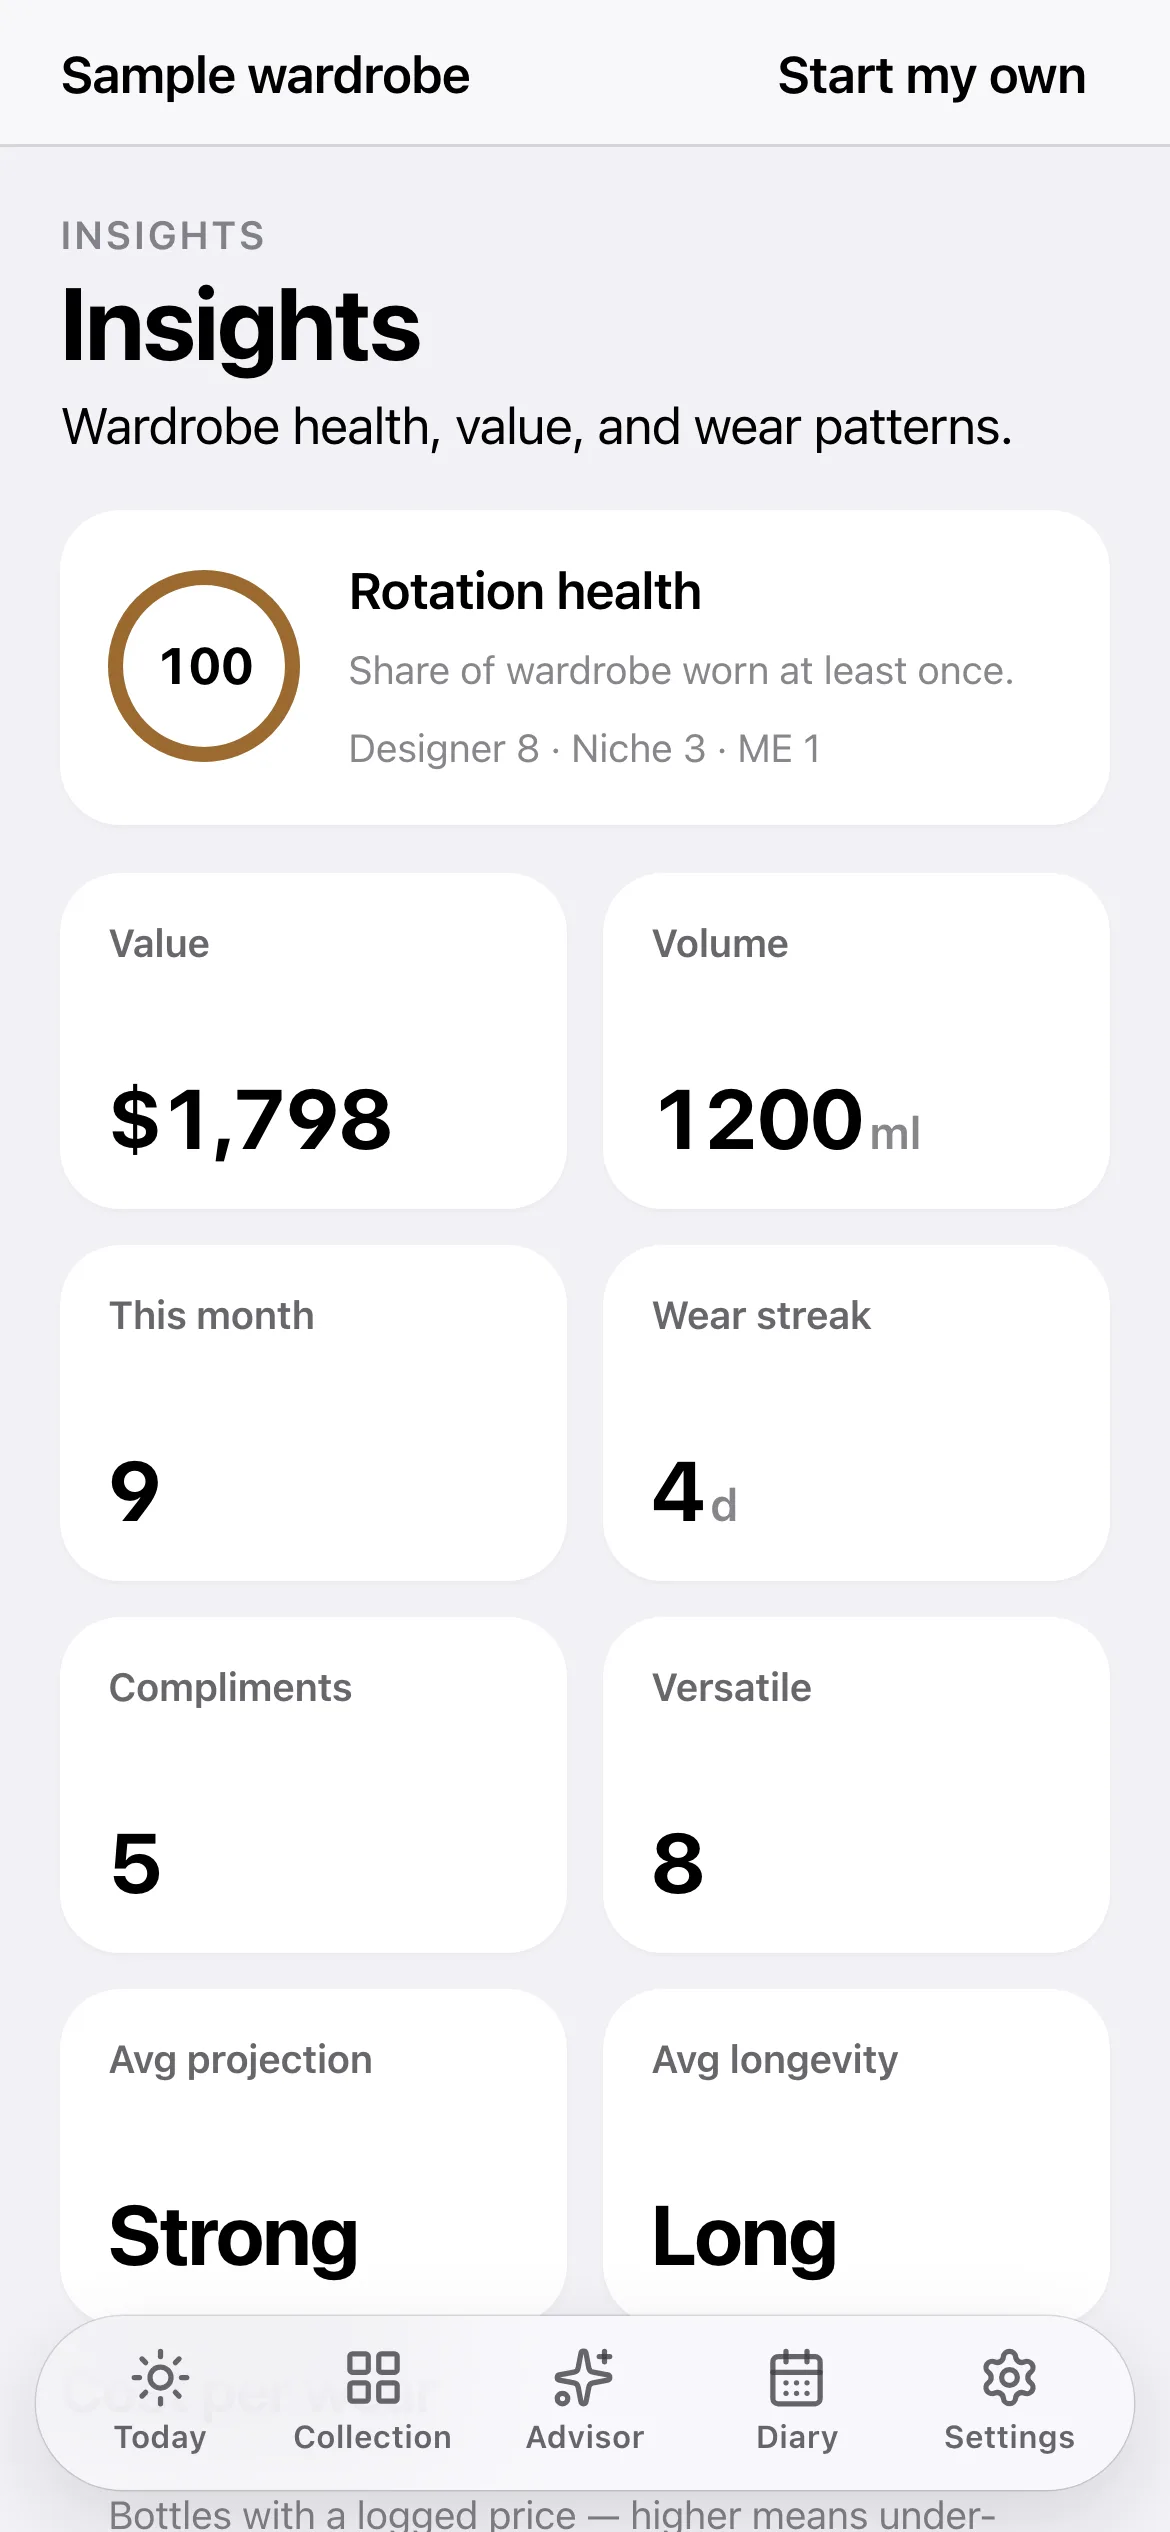 Sample wardrobe
Start my own
INSIGHTS
Insights
Wardrobe health, value, and wear patterns.
100
Rotation health
Share of wardrobe worn at least once.
Designer 8 · Niche 3 · ME 1
Value
$1,798
Volume
1200 ml
This month
9
Wear streak
4 d
Compliments
5
Versatile
8
Avg projection
Strong
Avg longevity
Long
Cost per wear
Today
Collection
Advisor
Diary
Settings
Bottles with a logged price — higher means under-